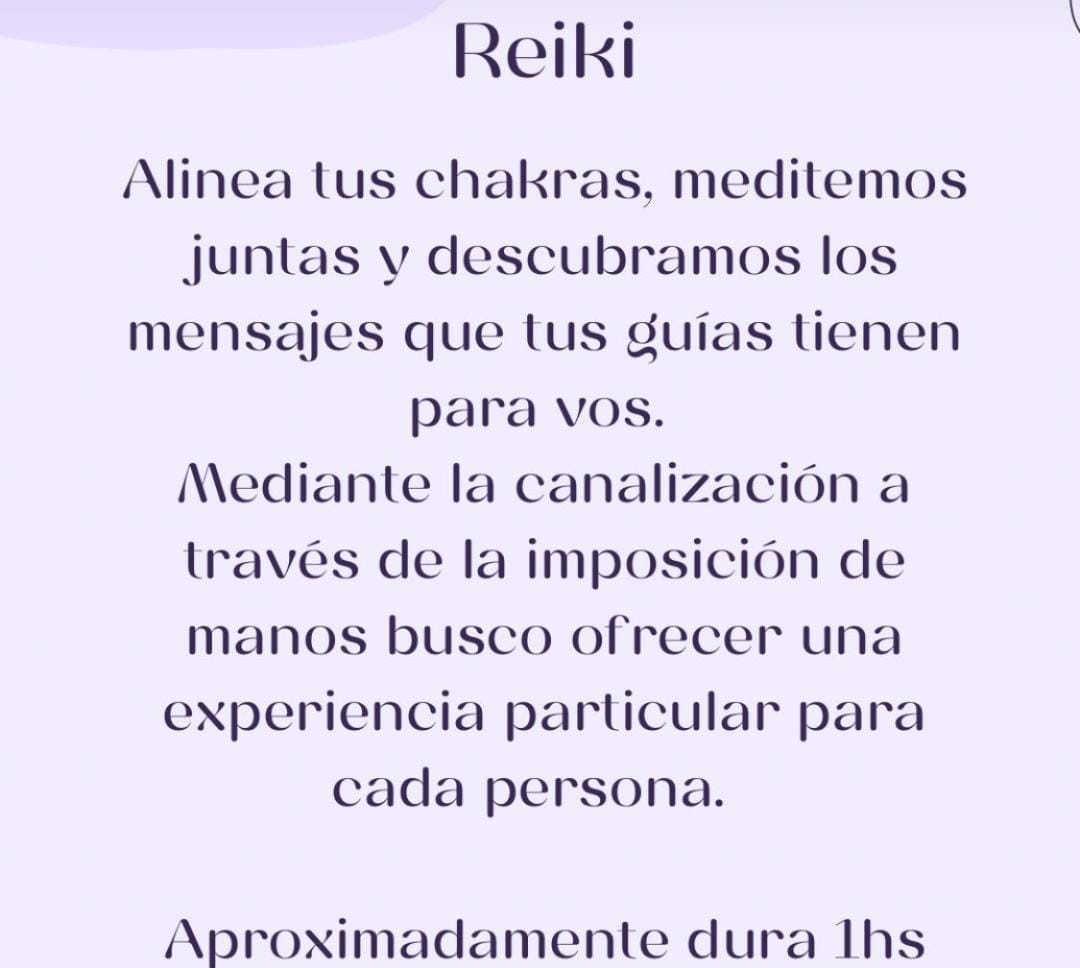 Reiki
Alinea tus chakras, meditemos
juntas y descubramos los
mensajes que tus guías tienen
para vos.
Mediante la canalización a
través de la imposición de
manos busco ofrecer una
experiencia particular para
cada persona.
Aproximadamente dura 1hs